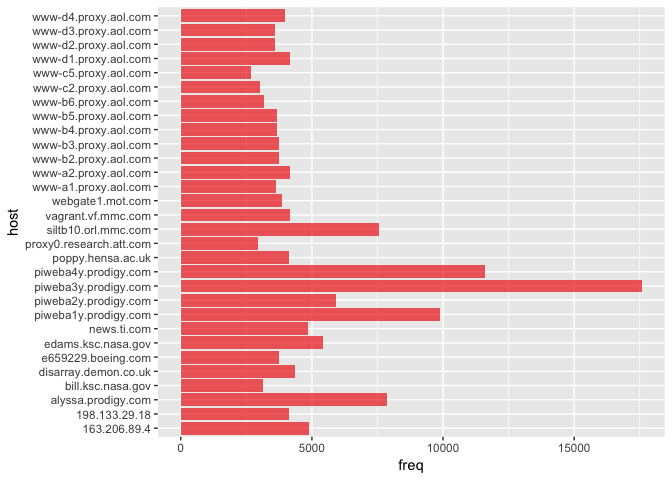 www-d4.proxy.aol.com
www-d3.proxy.aol.com
www-d2.proxy.aol.com
www-d1.proxy.aol.com
www-c5.proxy.aol.com
www-c2.proxy.aol.com
www-b6.proxy.aol.com
www-b5.proxy.aol.com
www-b4.proxy.aol.com
www-b3.proxy.aol.com
www-b2.proxy.aol.com
www-a2.proxy.aol.com
www-a1.proxy.aol.com
webgate1.mot.com
vagrant.vf.mmc.com
siltb10.orl.mmc.com
proxy0.research.att.com
poppy.hensa.ac.uk
piweba4y.prodigy.com
piweba3y.prodigy.com
piweba2y.prodigy.com
piweba1y.prodigy.com
news.ti.com
edams.ksc.nasa.gov
e659229.boeing.com
disarray.demon.co.uk
bill.ksc.nasa.gov
alyssa.prodigy.com
198.133.29.18
163.206.89.4
host
0 5000 10000 15000
freq